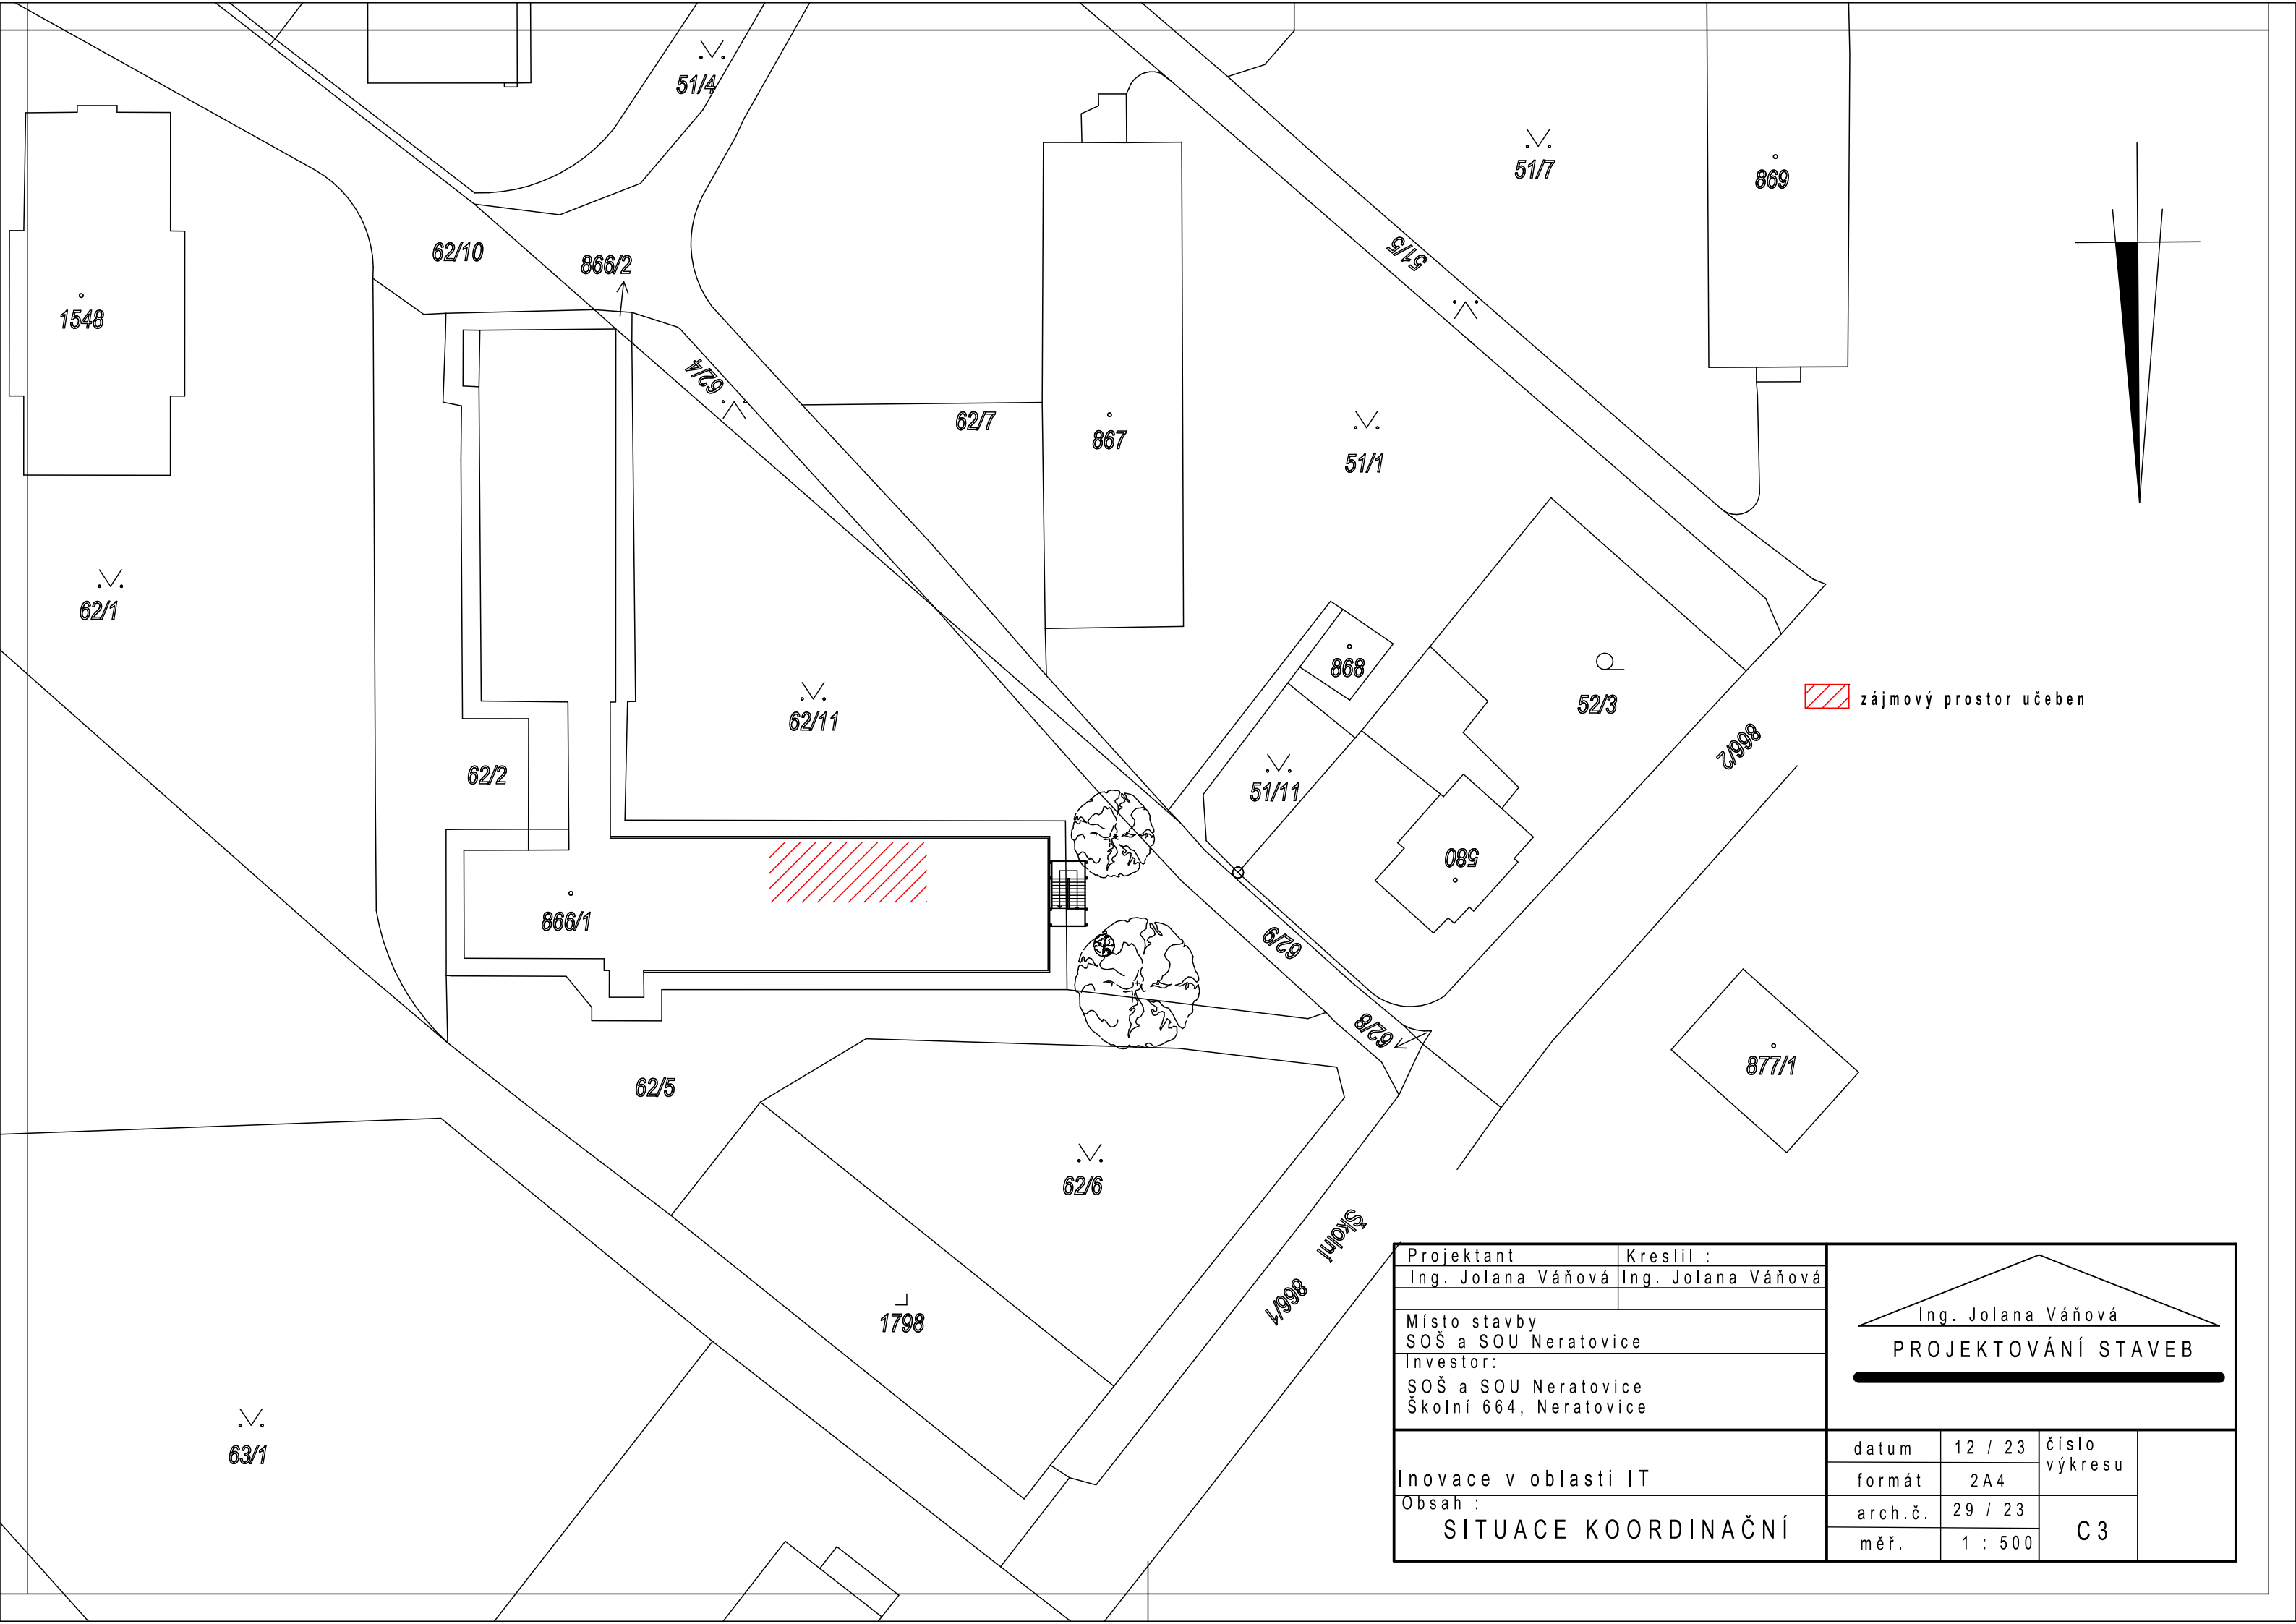 51/4
51/7
869
62/10
866/2
51/5
1548
62/4
62/7
867
51/1
62/1
868
52/3
zájmový prostor učeben
62/11
866/2
62/2
51/11
580
866/1
62/9
62/8
877/1
62/5
62/6
Školní
866/1
1798
63/1
Projektant Kreslil :
Ing. Jolana Váňová Ing. Jolana Váňová
Místo stavby
SOŠ a SOU Neratovice
Investor:
SOŠ a SOU Neratovice
Školní 664, Neratovice
Ing. Jolana Váňová
PROJEKTOVÁNÍ STAVEB
Inovace v oblasti IT
Obsah :
SITUACE KOORDINAČNÍ
datum 12 / 23
formát 2A4
arch.č. 29 / 23
měř. 1 : 500
číslo
výkresu
C3